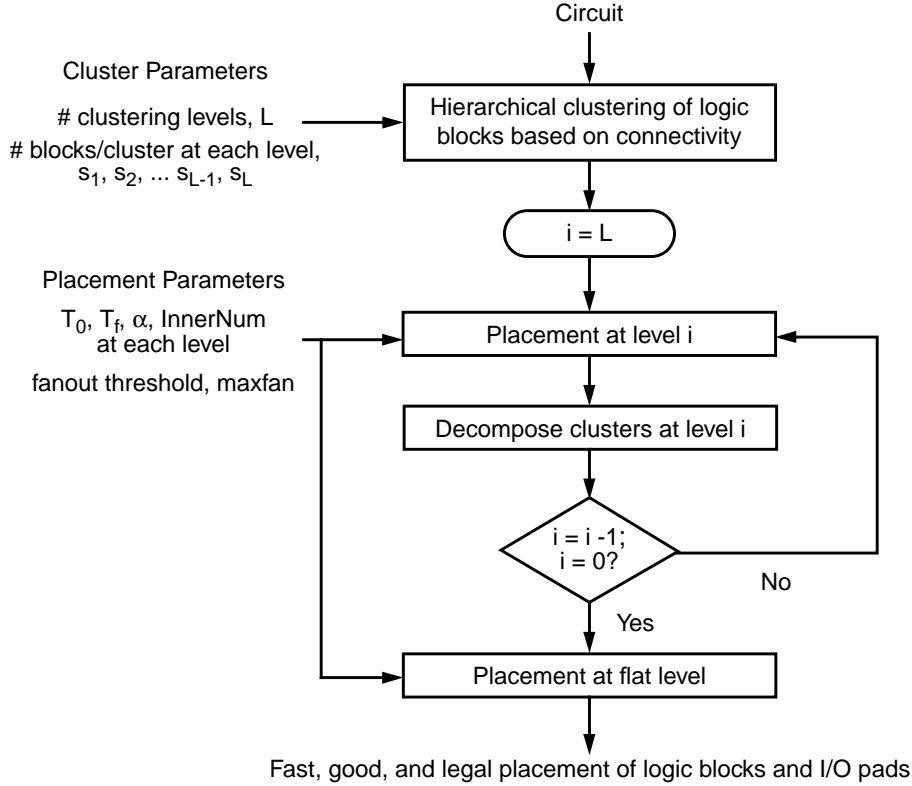 Circuit
Cluster Parameters
# clustering levels, L
# blocks/cluster at each level,
s1, s2, ... sL-1, sL
Hierarchical clustering of logic
blocks based on connectivity
i = L
Placement Parameters
T0, Tf, α, InnerNum
at each level
fanout threshold, maxfan
Placement at level i
Decompose clusters at level i
i = i -1;
i = 0?
No
Yes
Placement at flat level
Fast, good, and legal placement of logic blocks and I/O pads